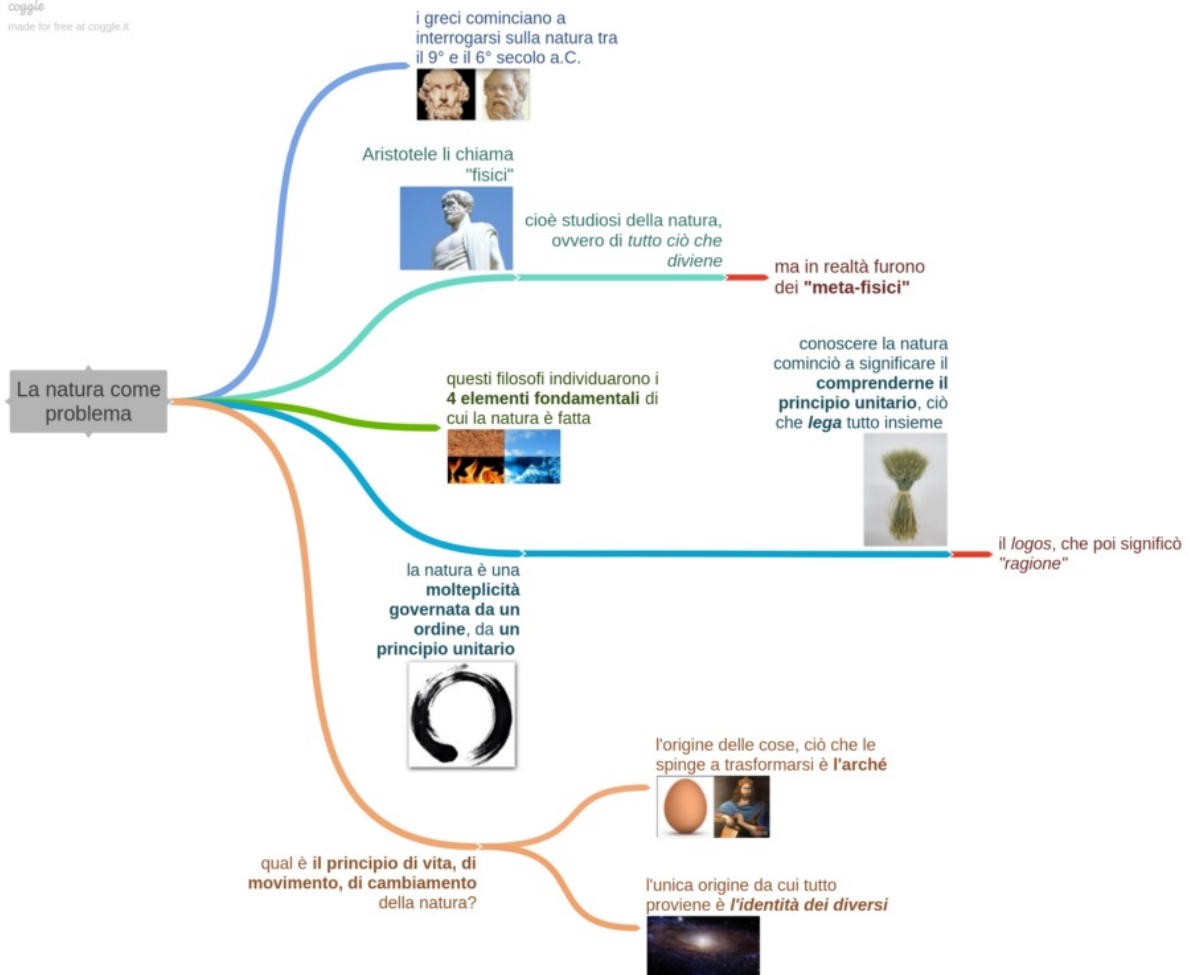 coggle
made for free at coggle.it
i greci cominciano a
interrogarsi sulla natura tra
il 9° e il 6° secolo a.C.
Aristotele li chiama
"fisici"
cioè studiosi della natura,
ovvero di tutto ciò che
diviene
ma in realtà furono
dei "meta-fisici"
La natura come
problema
questi filosofi individuarono i
4 elementi fondamentali di
cui la natura è fatta
conoscere la natura
cominciò a significare il
comprenderne il
principio unitario, ciò
che lega tutto insieme
il logos, che poi significò
"ragione"
la natura è una
molteplicità
governata da un
ordine, da un
principio unitario
l'origine delle cose, ciò che le
spinge a trasformarsi è l'arché
qual è il principio di vita, di
movimento, di cambiamento
della natura?
l'unica origine da cui tutto
proviene è l'identità dei diversi